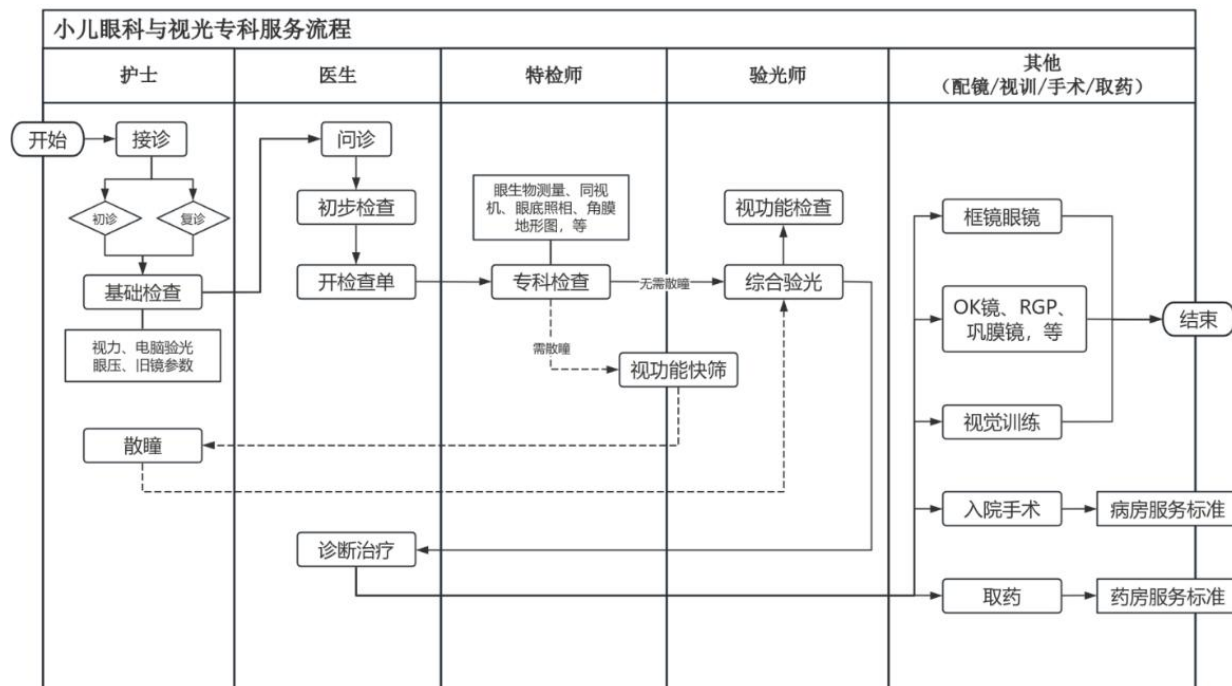 小儿眼科与视光专科服务流程
护士
医生
特检师
验光师
其他
（配镜/视训/手术/取药）
开始
接诊
初诊
复诊
基础检查
视力、电脑验光
眼压、旧镜参数
散瞳
问诊
初步检查
开检查单
诊断治疗
眼生物测量、同视
机、眼底照相、角膜
地形图，等
专科检查
无需散瞳
需散瞳
视功能快筛
视功能检查
综合验光
框镜眼镜
OK镜、RGP、
巩膜镜，等
视觉训练
入院手术
取药
结束
病房服务标准
药房服务标准